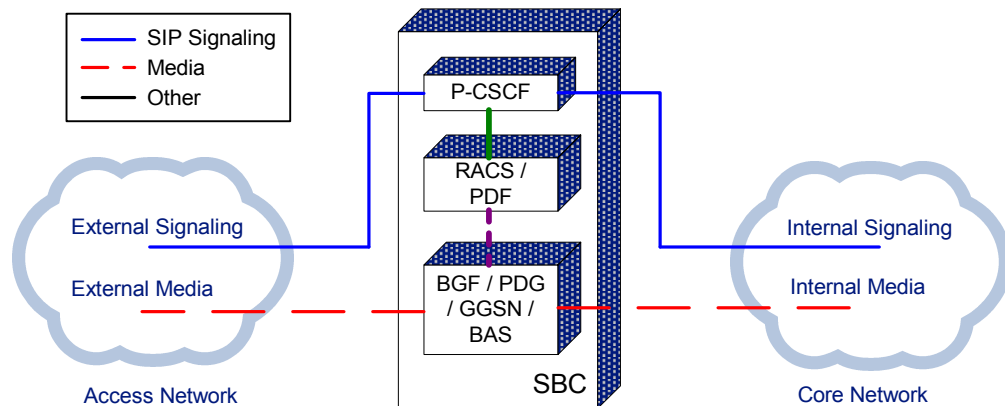 SIP Signaling
Media
Other
P-CSCF
RACS /
PDF
External Signaling
Internal Signaling
External Media
Internal Media
BGF / PDG
/ GGSN /
BAS
SBC
Access Network
Core Network